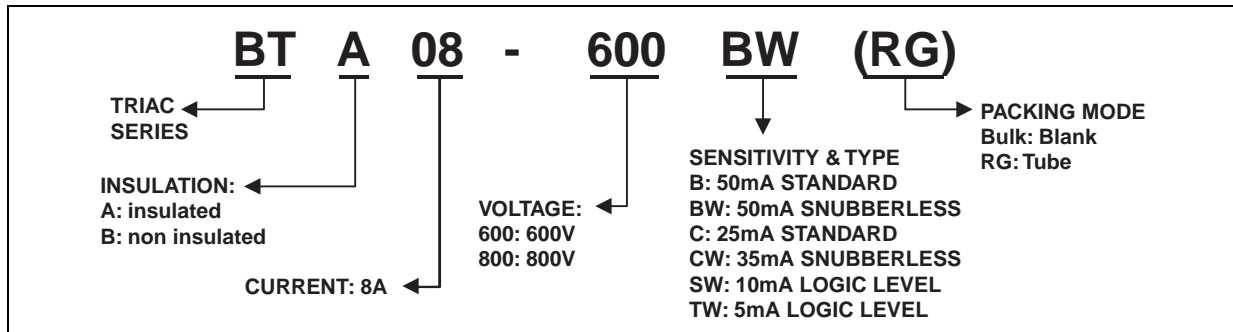 BT A 08 - 600 BW (RG)
TRIAC
SERIES
INSULATION:
A: insulated
B: non insulated
CURRENT: 8A
VOLTAGE:
600: 600V
800: 800V
SENSITIVITY & TYPE
B: 50mA STANDARD
BW: 50mA SNUBBERLESS
C: 25mA STANDARD
CW: 35mA SNUBBERLESS
SW: 10mA LOGIC LEVEL
TW: 5mA LOGIC LEVEL
PACKING MODE
Bulk: Blank
RG: Tube